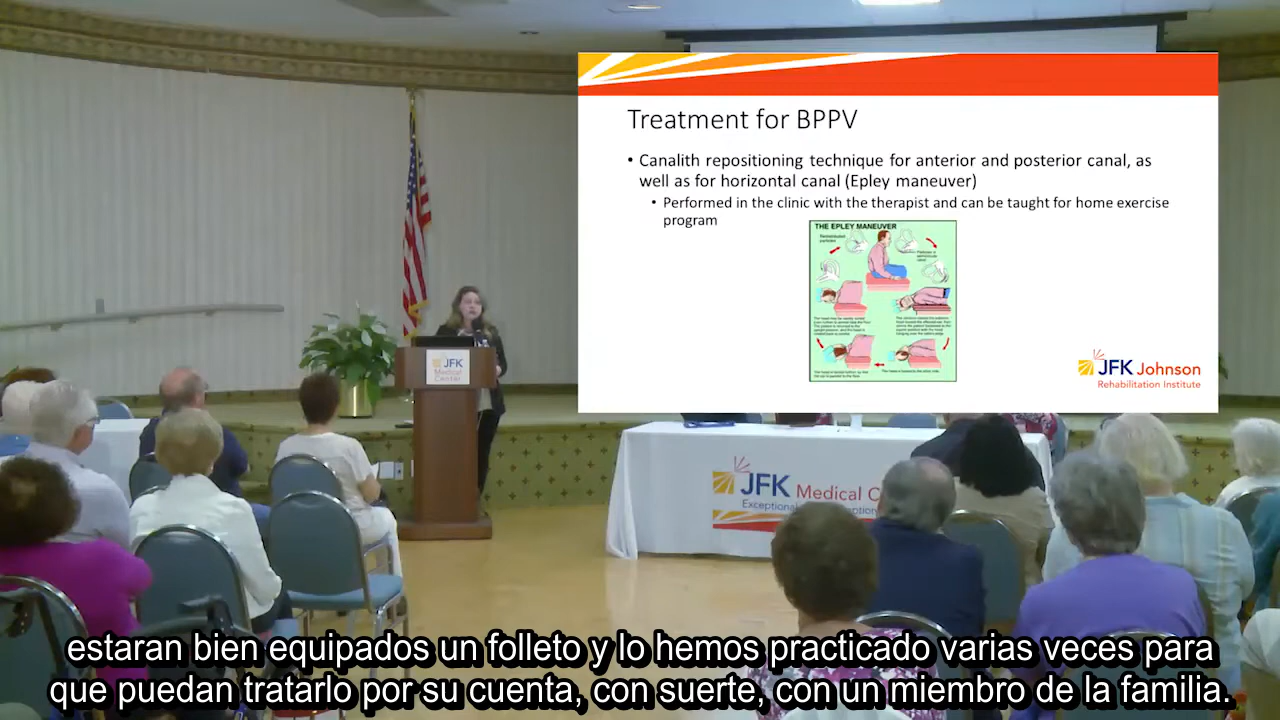 Treatment for BPPV
• Canalith repositioning technique for anterior and posterior canal, as
well as for horizontal canal (Epley maneuver)
• Performed in the clinic with the therapist and can be taught for home exercise
program
THE EPLEY MANEUVER
JFK Johnson
Rehabilitation Institute
JFK
Medical
Center
JFK Medical C
Exceptional
estaran bien equipados un folleto y lo hemos practicado varias veces para
que puedan tratarlo por su cuenta, con suerte, con un miembro de la familia.